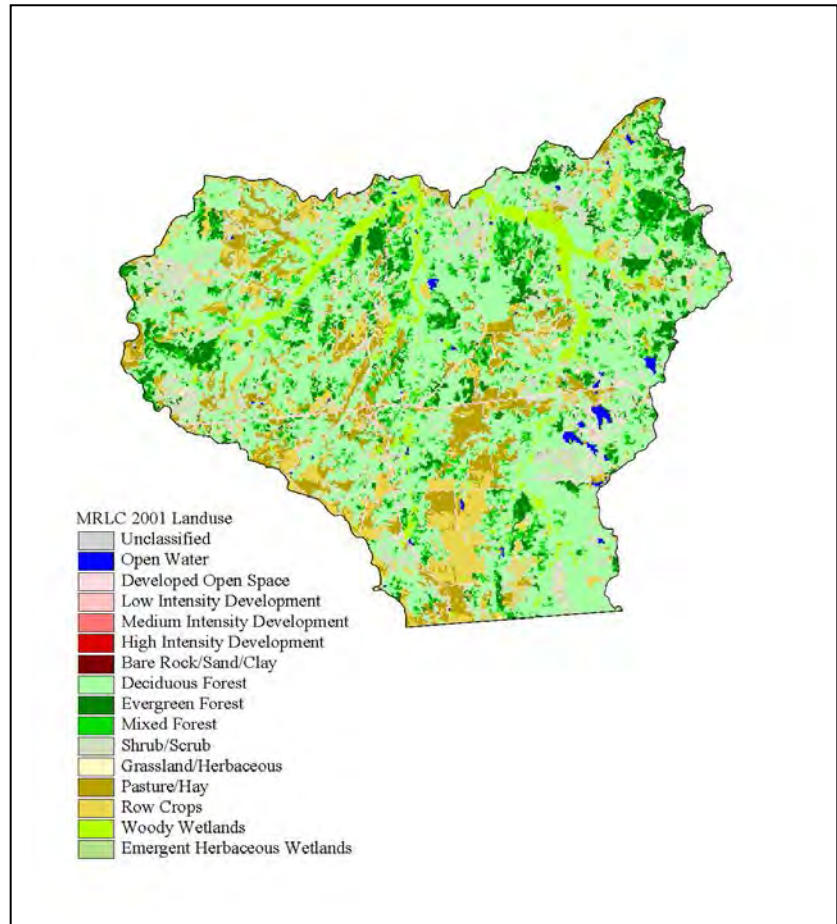 MRLC 2001 Landuse
Unclassified
Open Water
Developed Open Space
Low Intensity Development
Medium Intensity Development
High Intensity Development
Bare Rock/Sand/Clay
Deciduous Forest
Evergreen Forest
Mixed Forest
Shrub/Scrub
Grassland/Herbaceous
Pasture/Hay
Row Crops
Woody Wetlands
Emergent Herbaceous Wetlands